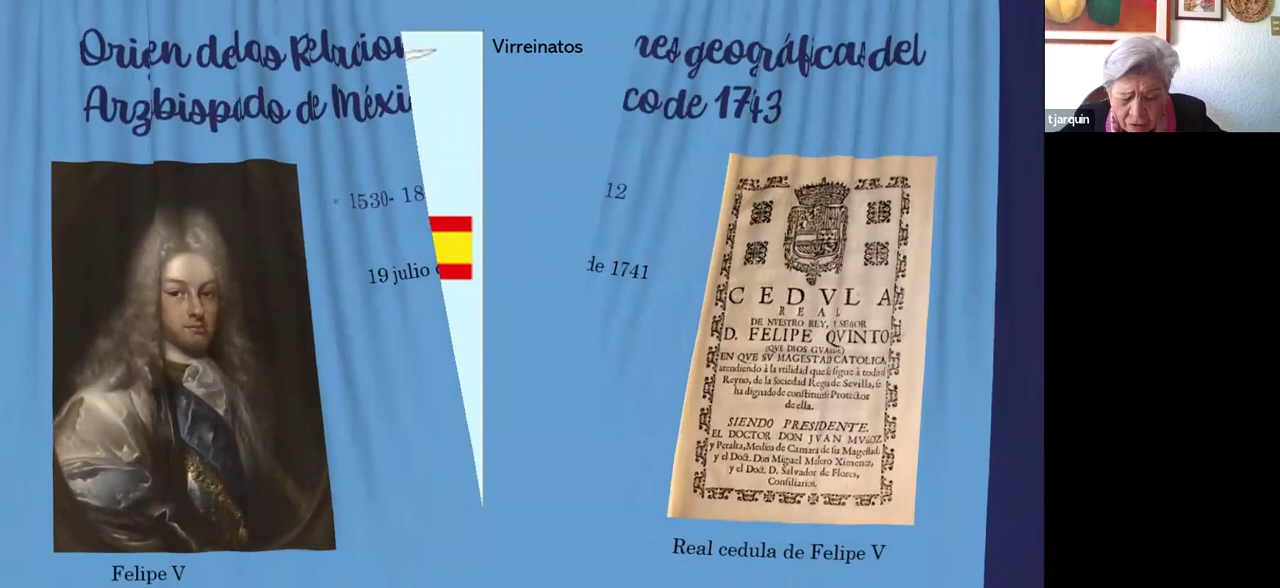 Origen de las Relacio
Virreinatos
nes geográficas del
Arzbispado de Méxi
co de 1743
1530- 18
12
19 julio
de 1741
CEDVLA
REAL
DE NVESTRO REY, Y SEÑOR
D. FELIPE QVINTO
(QVE DIOS GVARDE)
EN QVE SV MAGESTAD CATOLICA
atendiendo à la vtilidad que se sigue à todo el
Reyno, de la Sociedad Regia de Sevilla, se
ha dignado de constituirse Protector
de ella.
SIENDO PRESIDENTE.
EL DOCTOR DON JVAN MVñOZ
y Peralta, Medico de Camara de su Magestad,
y el Doct. Don Miguel Melero Ximenez,
y el Doct. D. Salvador de Flores,
Consiliarios.
Felipe V
Real cedula de Felipe V
tjarquin